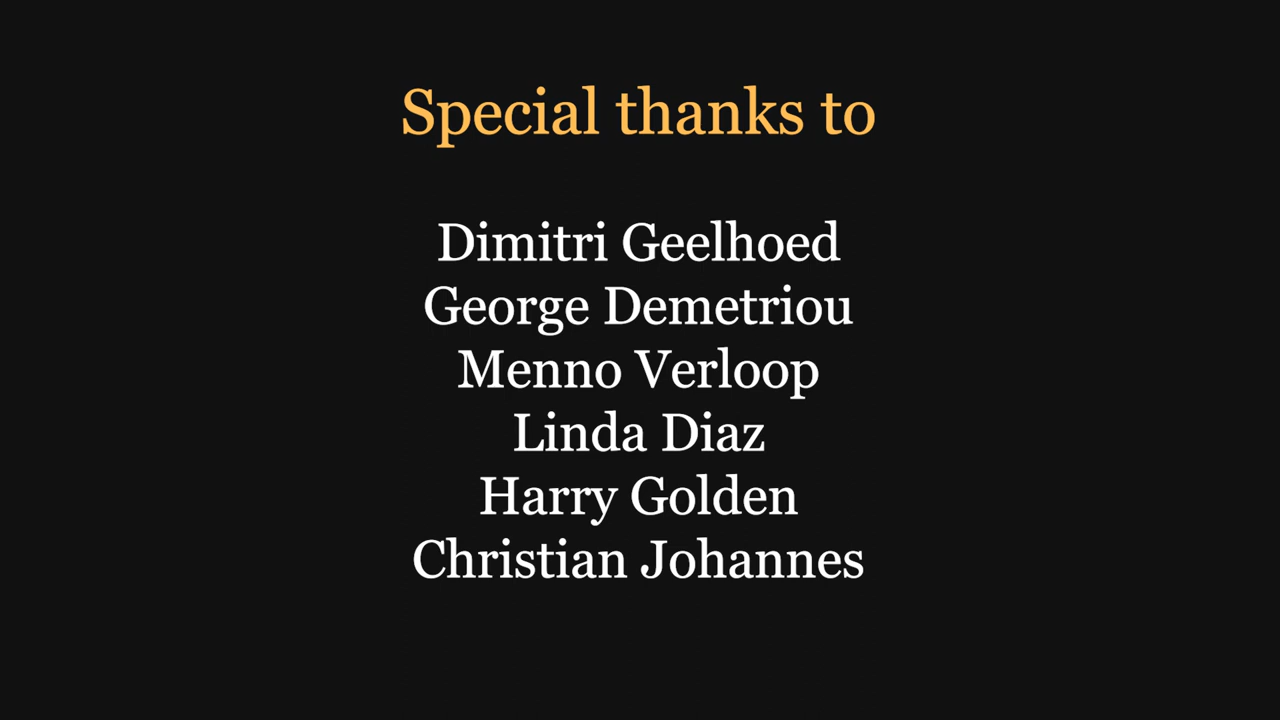 Special thanks to
Dimitri Geelhoed
George Demetriou
Menno Verloop
Linda Diaz
Harry Golden
Christian Johannes